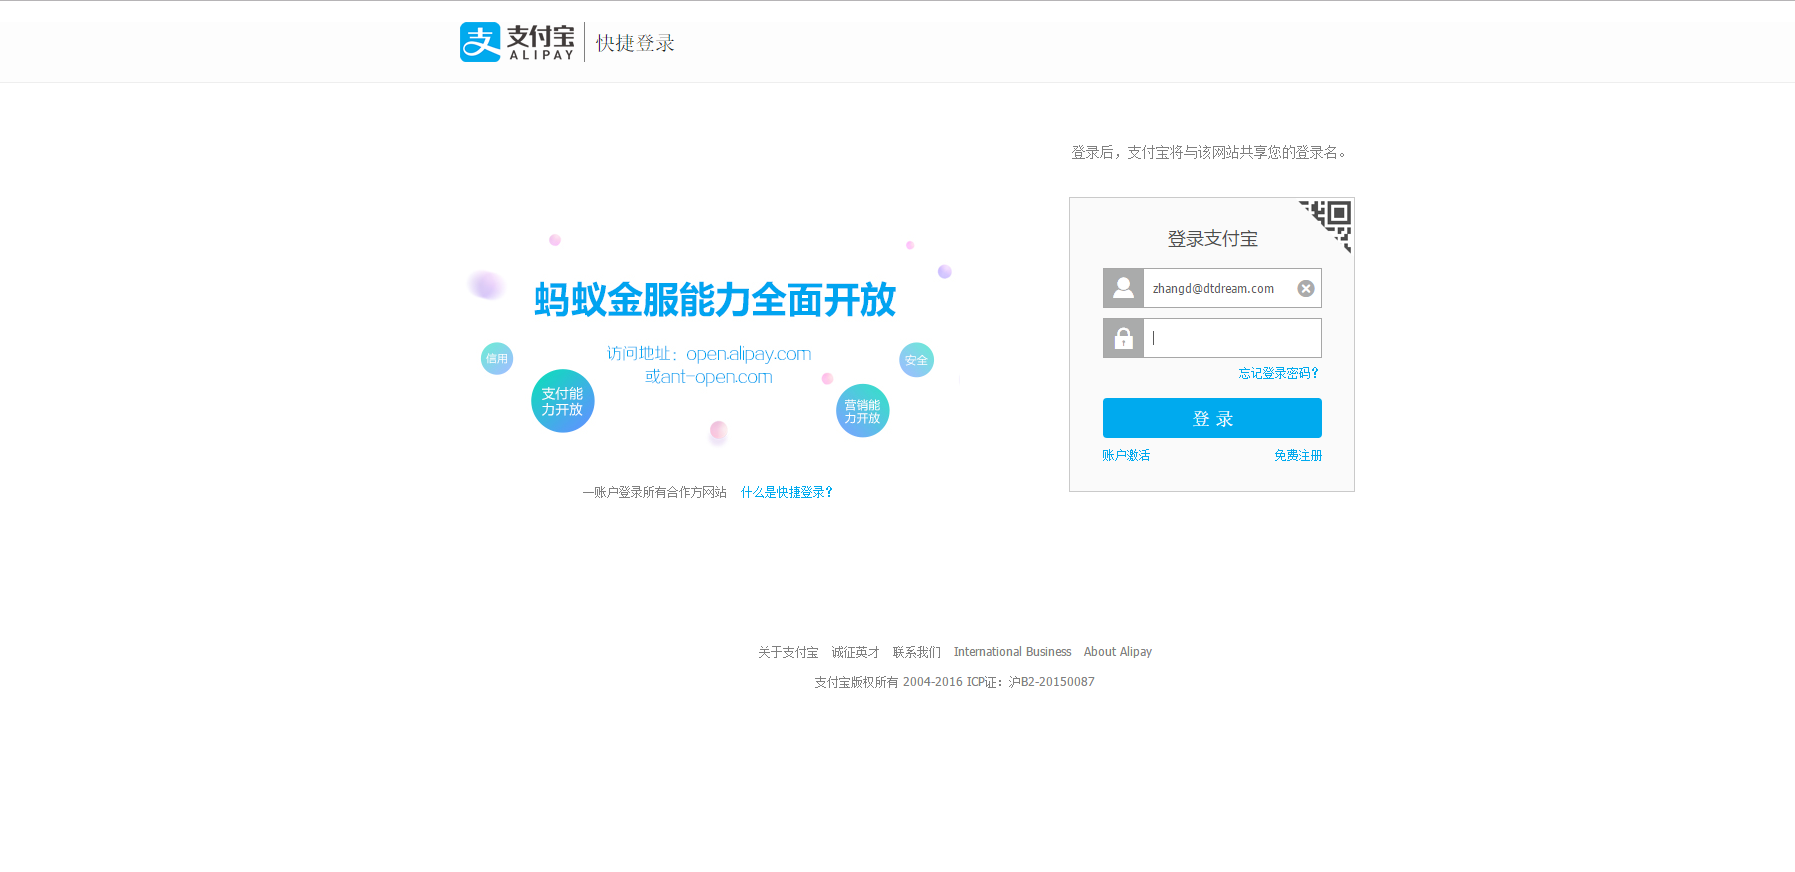 支 支付宝 快捷登录
ALIPAY
登录后，支付宝将与该网站共享您的登录名。
登录支付宝
zhangd@dtdream.com
忘记登录密码？
登 录
账户激活 免费注册
蚂蚁金服能力全面开放
访问地址：open.alipay.com
或ant-open.com
信用
安全
支付能
力开放
营销能
力开放
一账户登录所有合作方网站 什么是快捷登录？
关于支付宝 诚征英才 联系我们 International Business About Alipay
支付宝版权所有 2004-2016 ICP证：沪B2-20150087